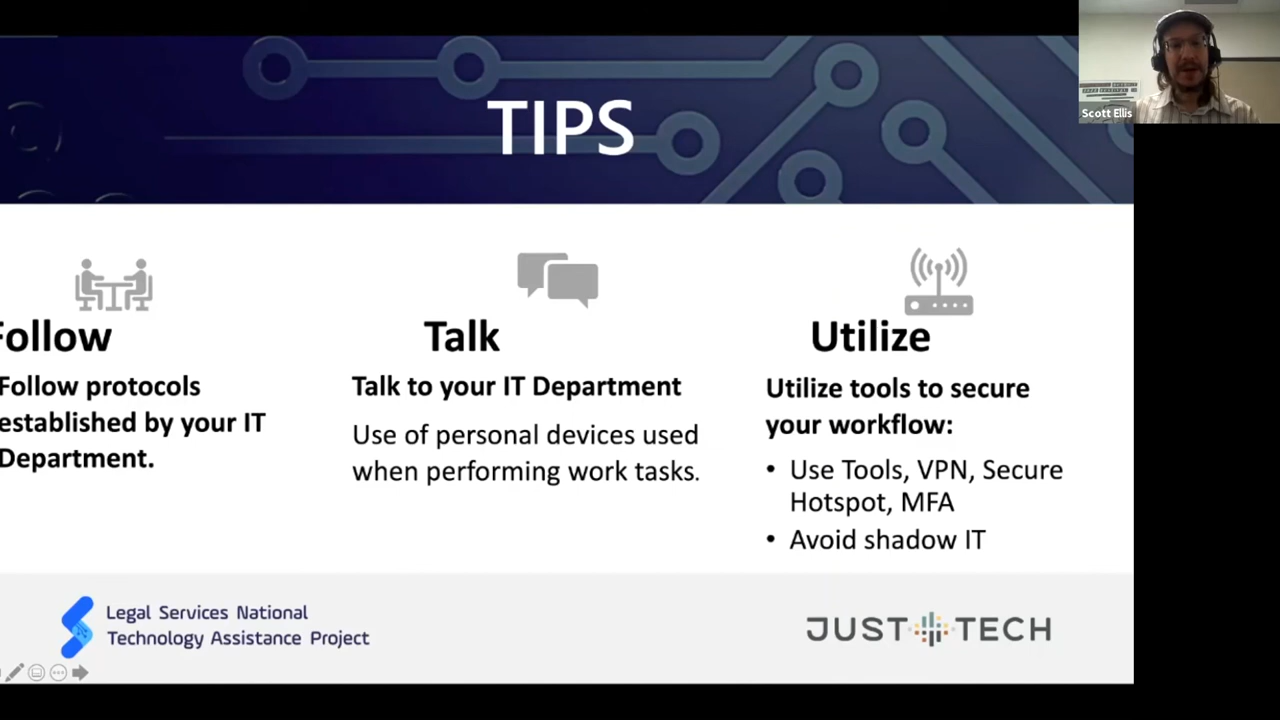 TIPS
Scott Ellis
Follow
Follow protocols
established by your IT
Department.
Talk
Talk to your IT Department
Use of personal devices used
when performing work tasks.
Utilize
Utilize tools to secure
your workflow:
• Use Tools, VPN, Secure
Hotspot, MFA
• Avoid shadow IT
Legal Services National
Technology Assistance Project
JUST TECH